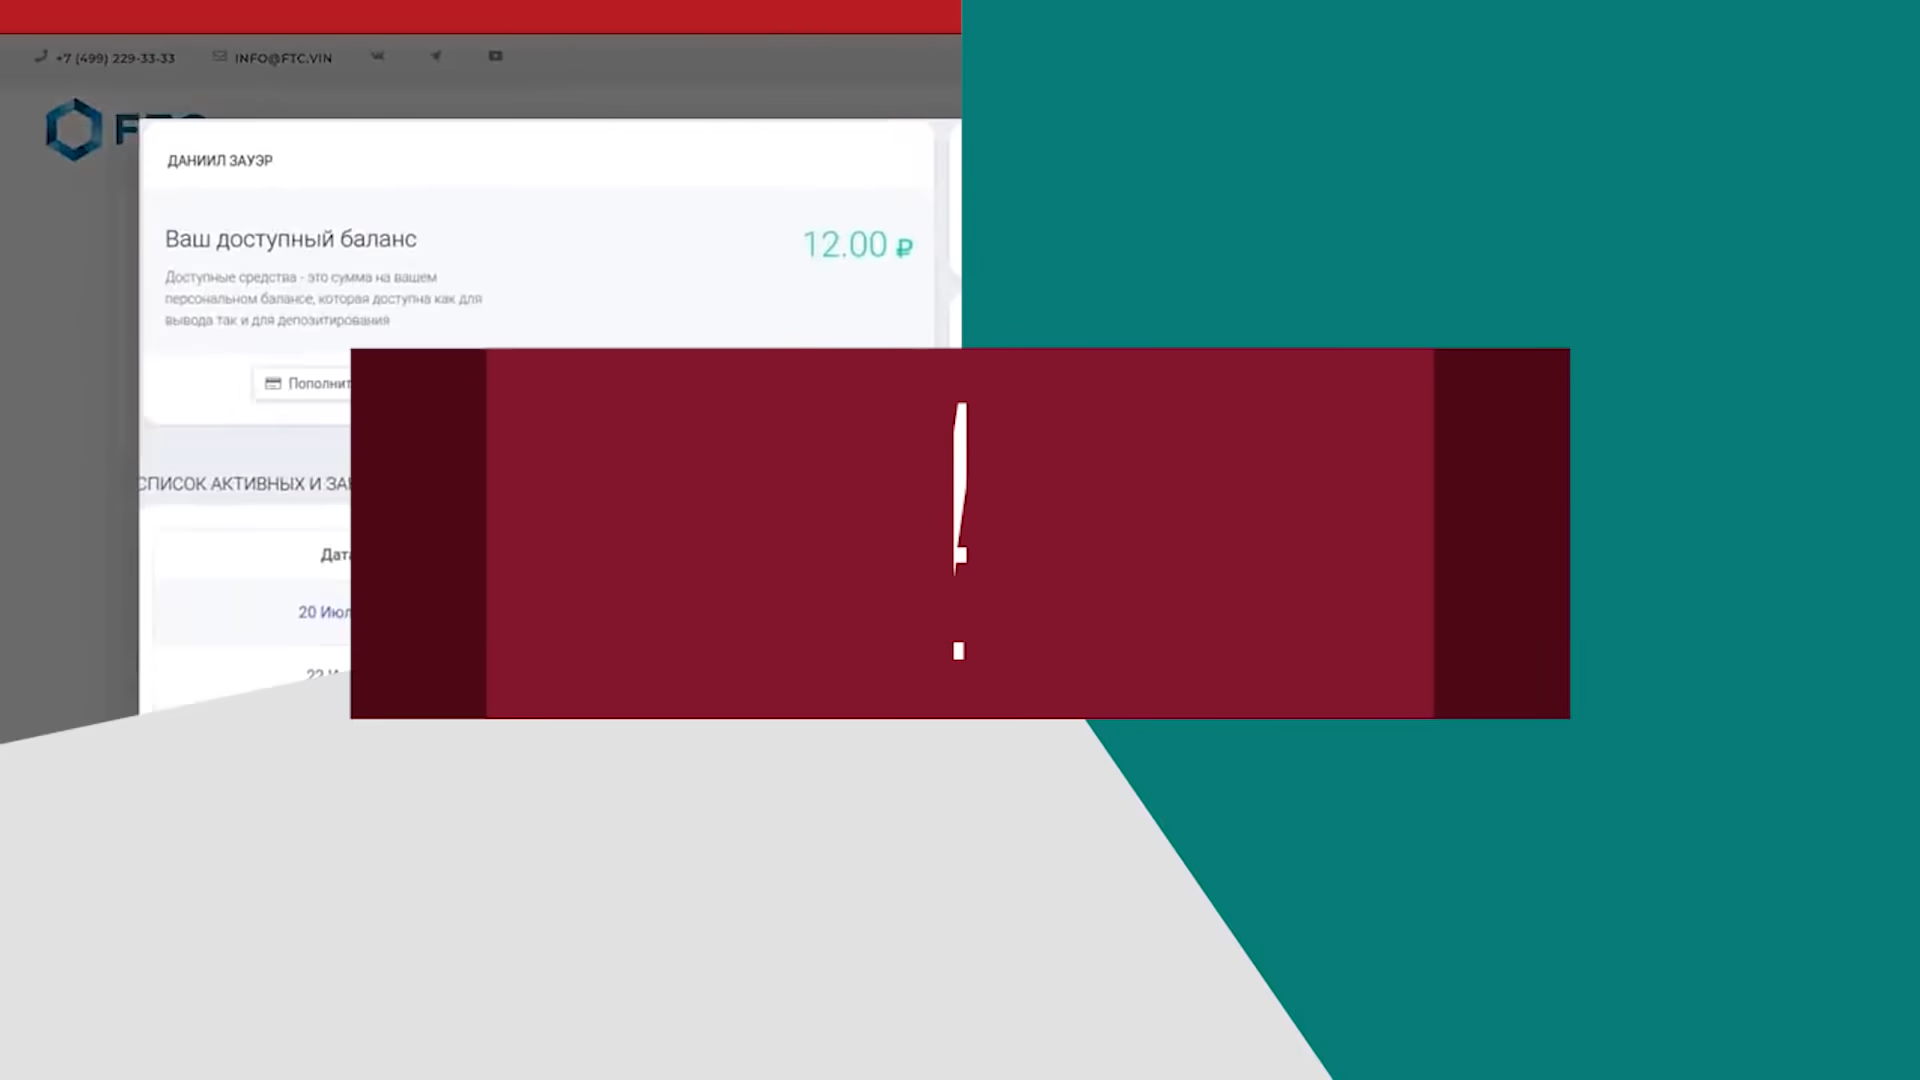 +7 (499) 229-33-33 INFO@FTC.VIN
ДАНИИЛ ЗАУЭР
Ваш доступный баланс
12.00 ₽
Доступные средства - это сумма на вашем
персональном балансе, которая доступна как для
вывода так и для депозитирования
СПИСОК АКТИВНЫХ И
20